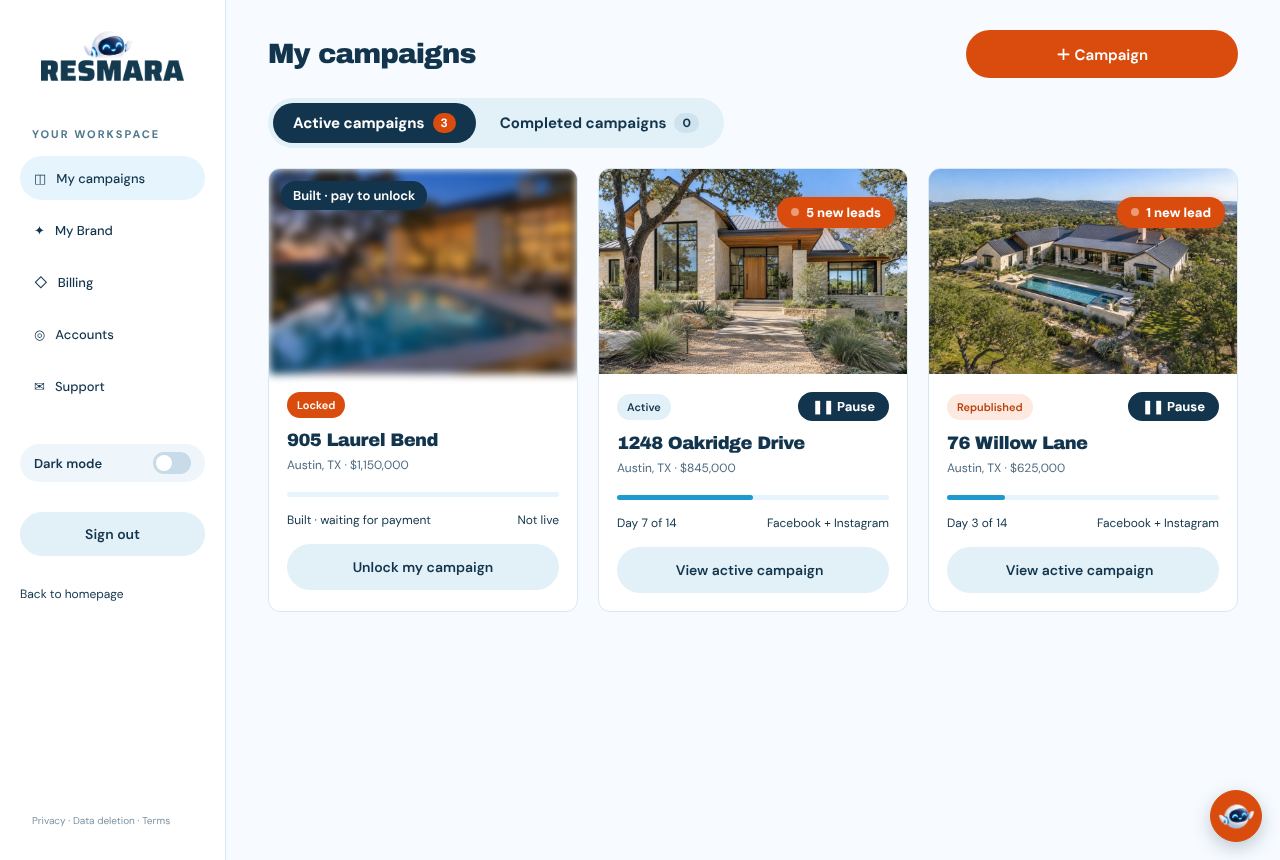 RESMARA
YOUR WORKSPACE
My campaigns
My Brand
Billing
Accounts
Support
Dark mode
Sign out
Back to homepage
Privacy · Data deletion · Terms
My campaigns
+ Campaign
Active campaigns 3
Completed campaigns 0
Built · pay to unlock
Locked
905 Laurel Bend
Austin, TX · $1,150,000
Built · waiting for payment
Not live
Unlock my campaign
5 new leads
Active
❚❚ Pause
1248 Oakridge Drive
Austin, TX · $845,000
Day 7 of 14
Facebook + Instagram
View active campaign
1 new lead
Republished
❚❚ Pause
76 Willow Lane
Austin, TX · $625,000
Day 3 of 14
Facebook + Instagram
View active campaign